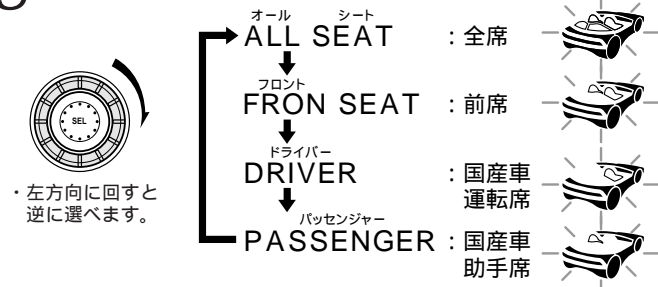 オール シート
ALL SEAT :全席
フロント
FRON SEAT :前席
SEL
ドライバー
DRIVER :国産車
運転席
・左方向に回すと
逆に選べます。
パッセンジャー
PASSENGER :国産車
助手席